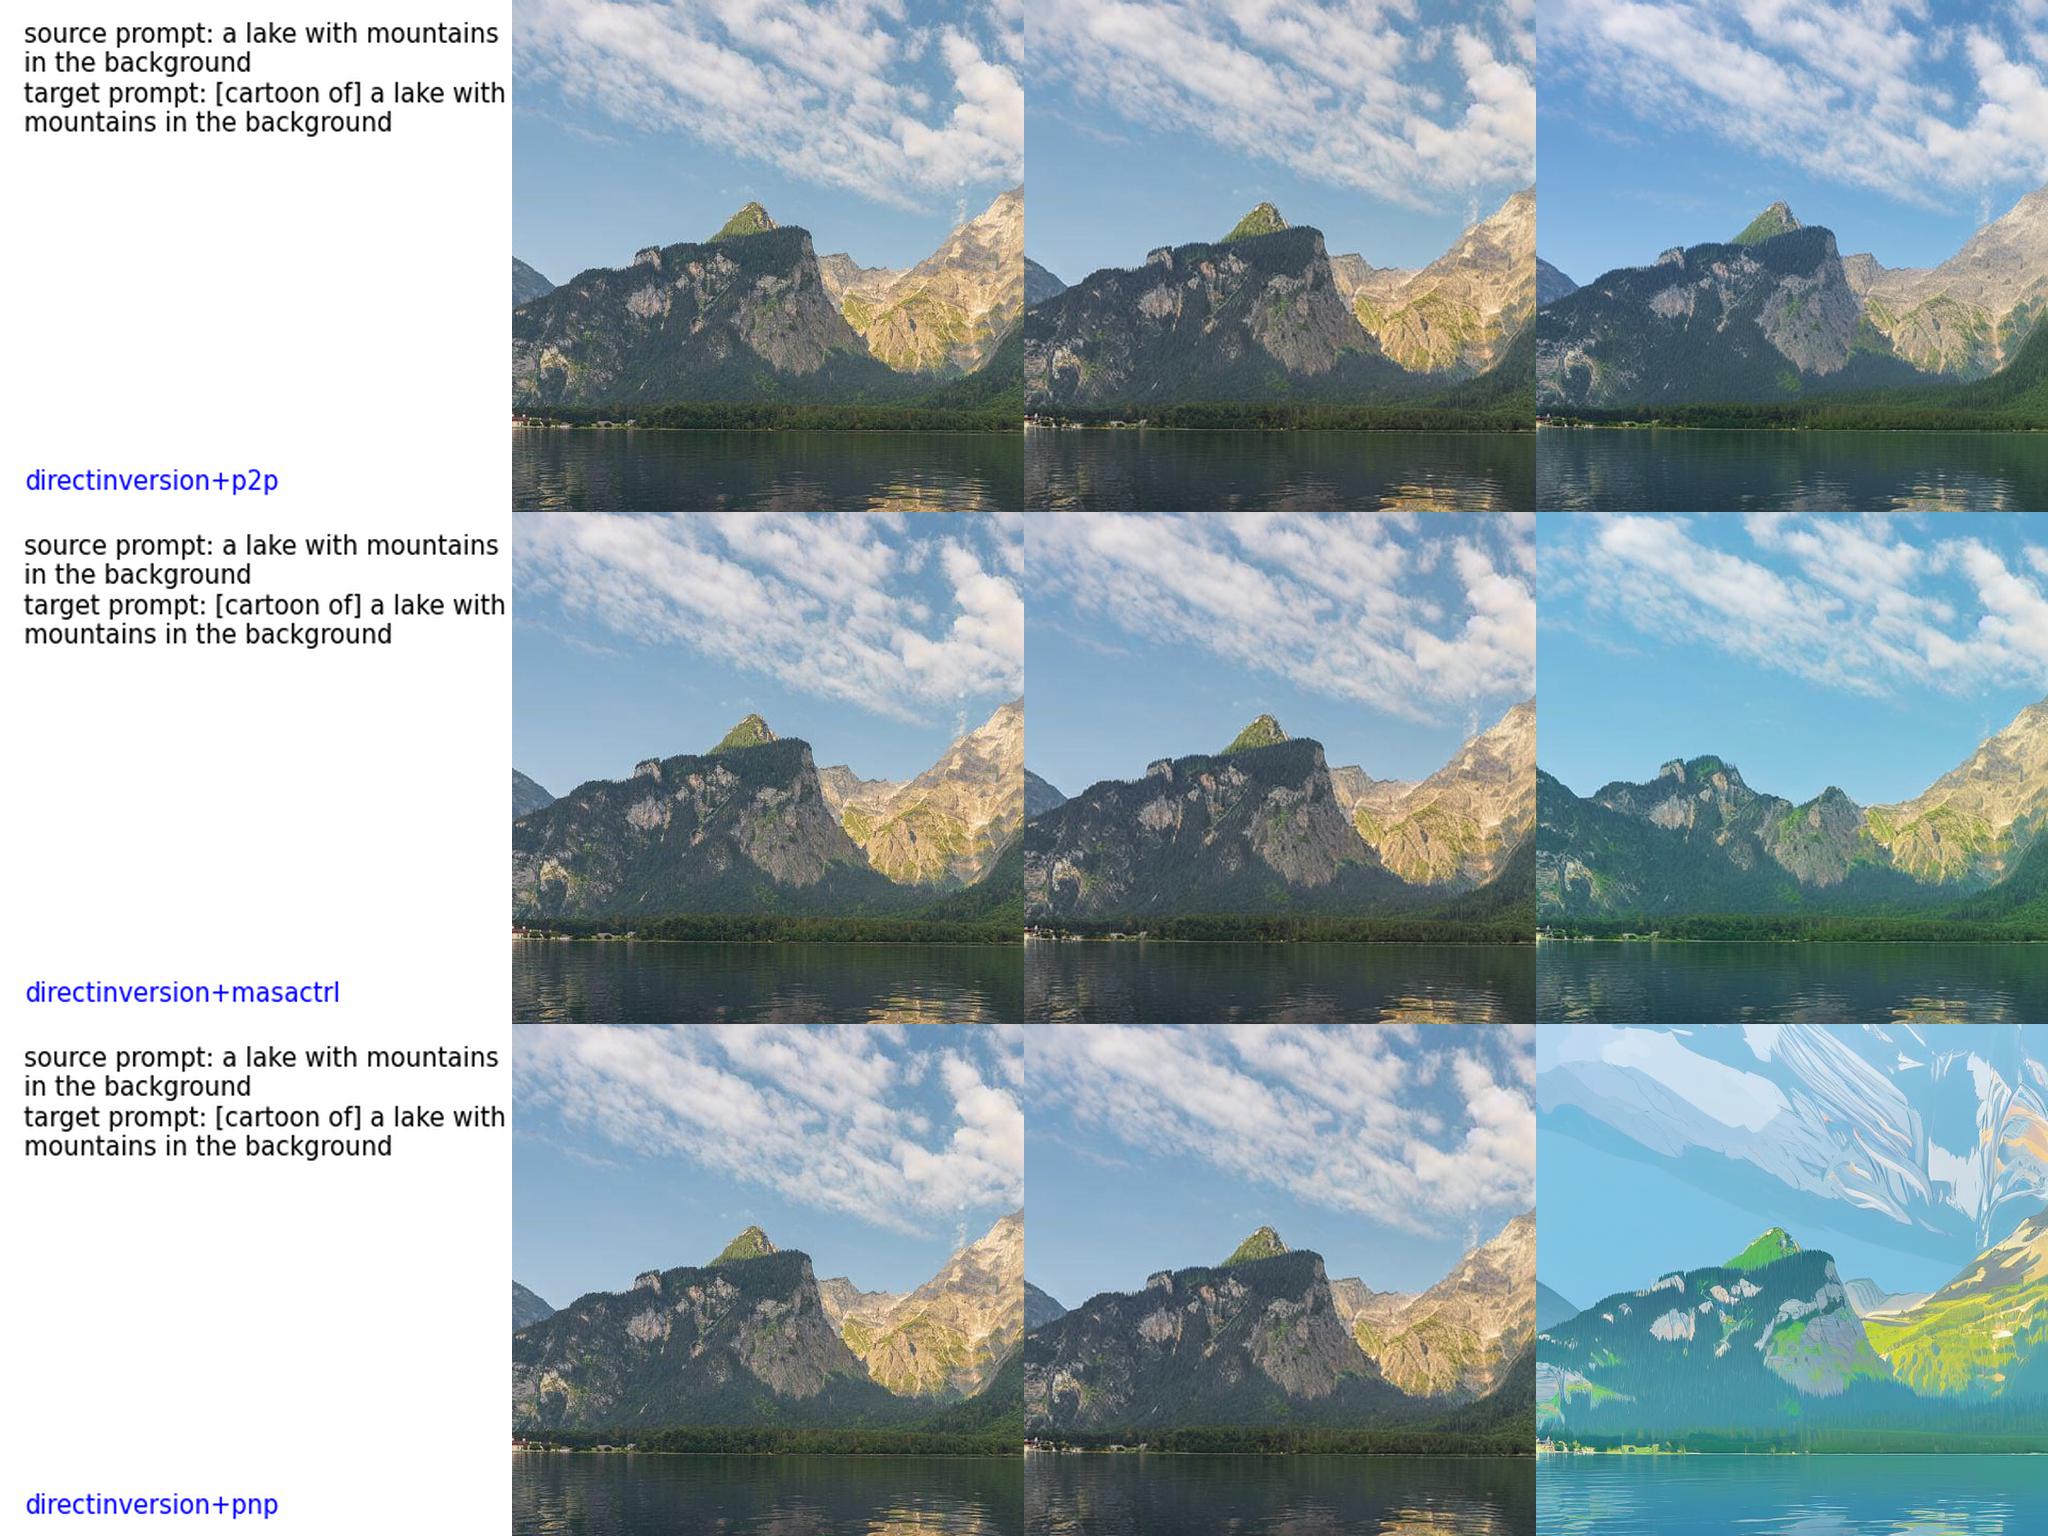 source prompt: a lake with mountains
in the background
target prompt: [cartoon of] a lake with
mountains in the background
directinversion+p2p
source prompt: a lake with mountains
in the background
target prompt: [cartoon of] a lake with
mountains in the background
directinversion+masactrl
source prompt: a lake with mountains
in the background
target prompt: [cartoon of] a lake with
mountains in the background
directinversion+pnp